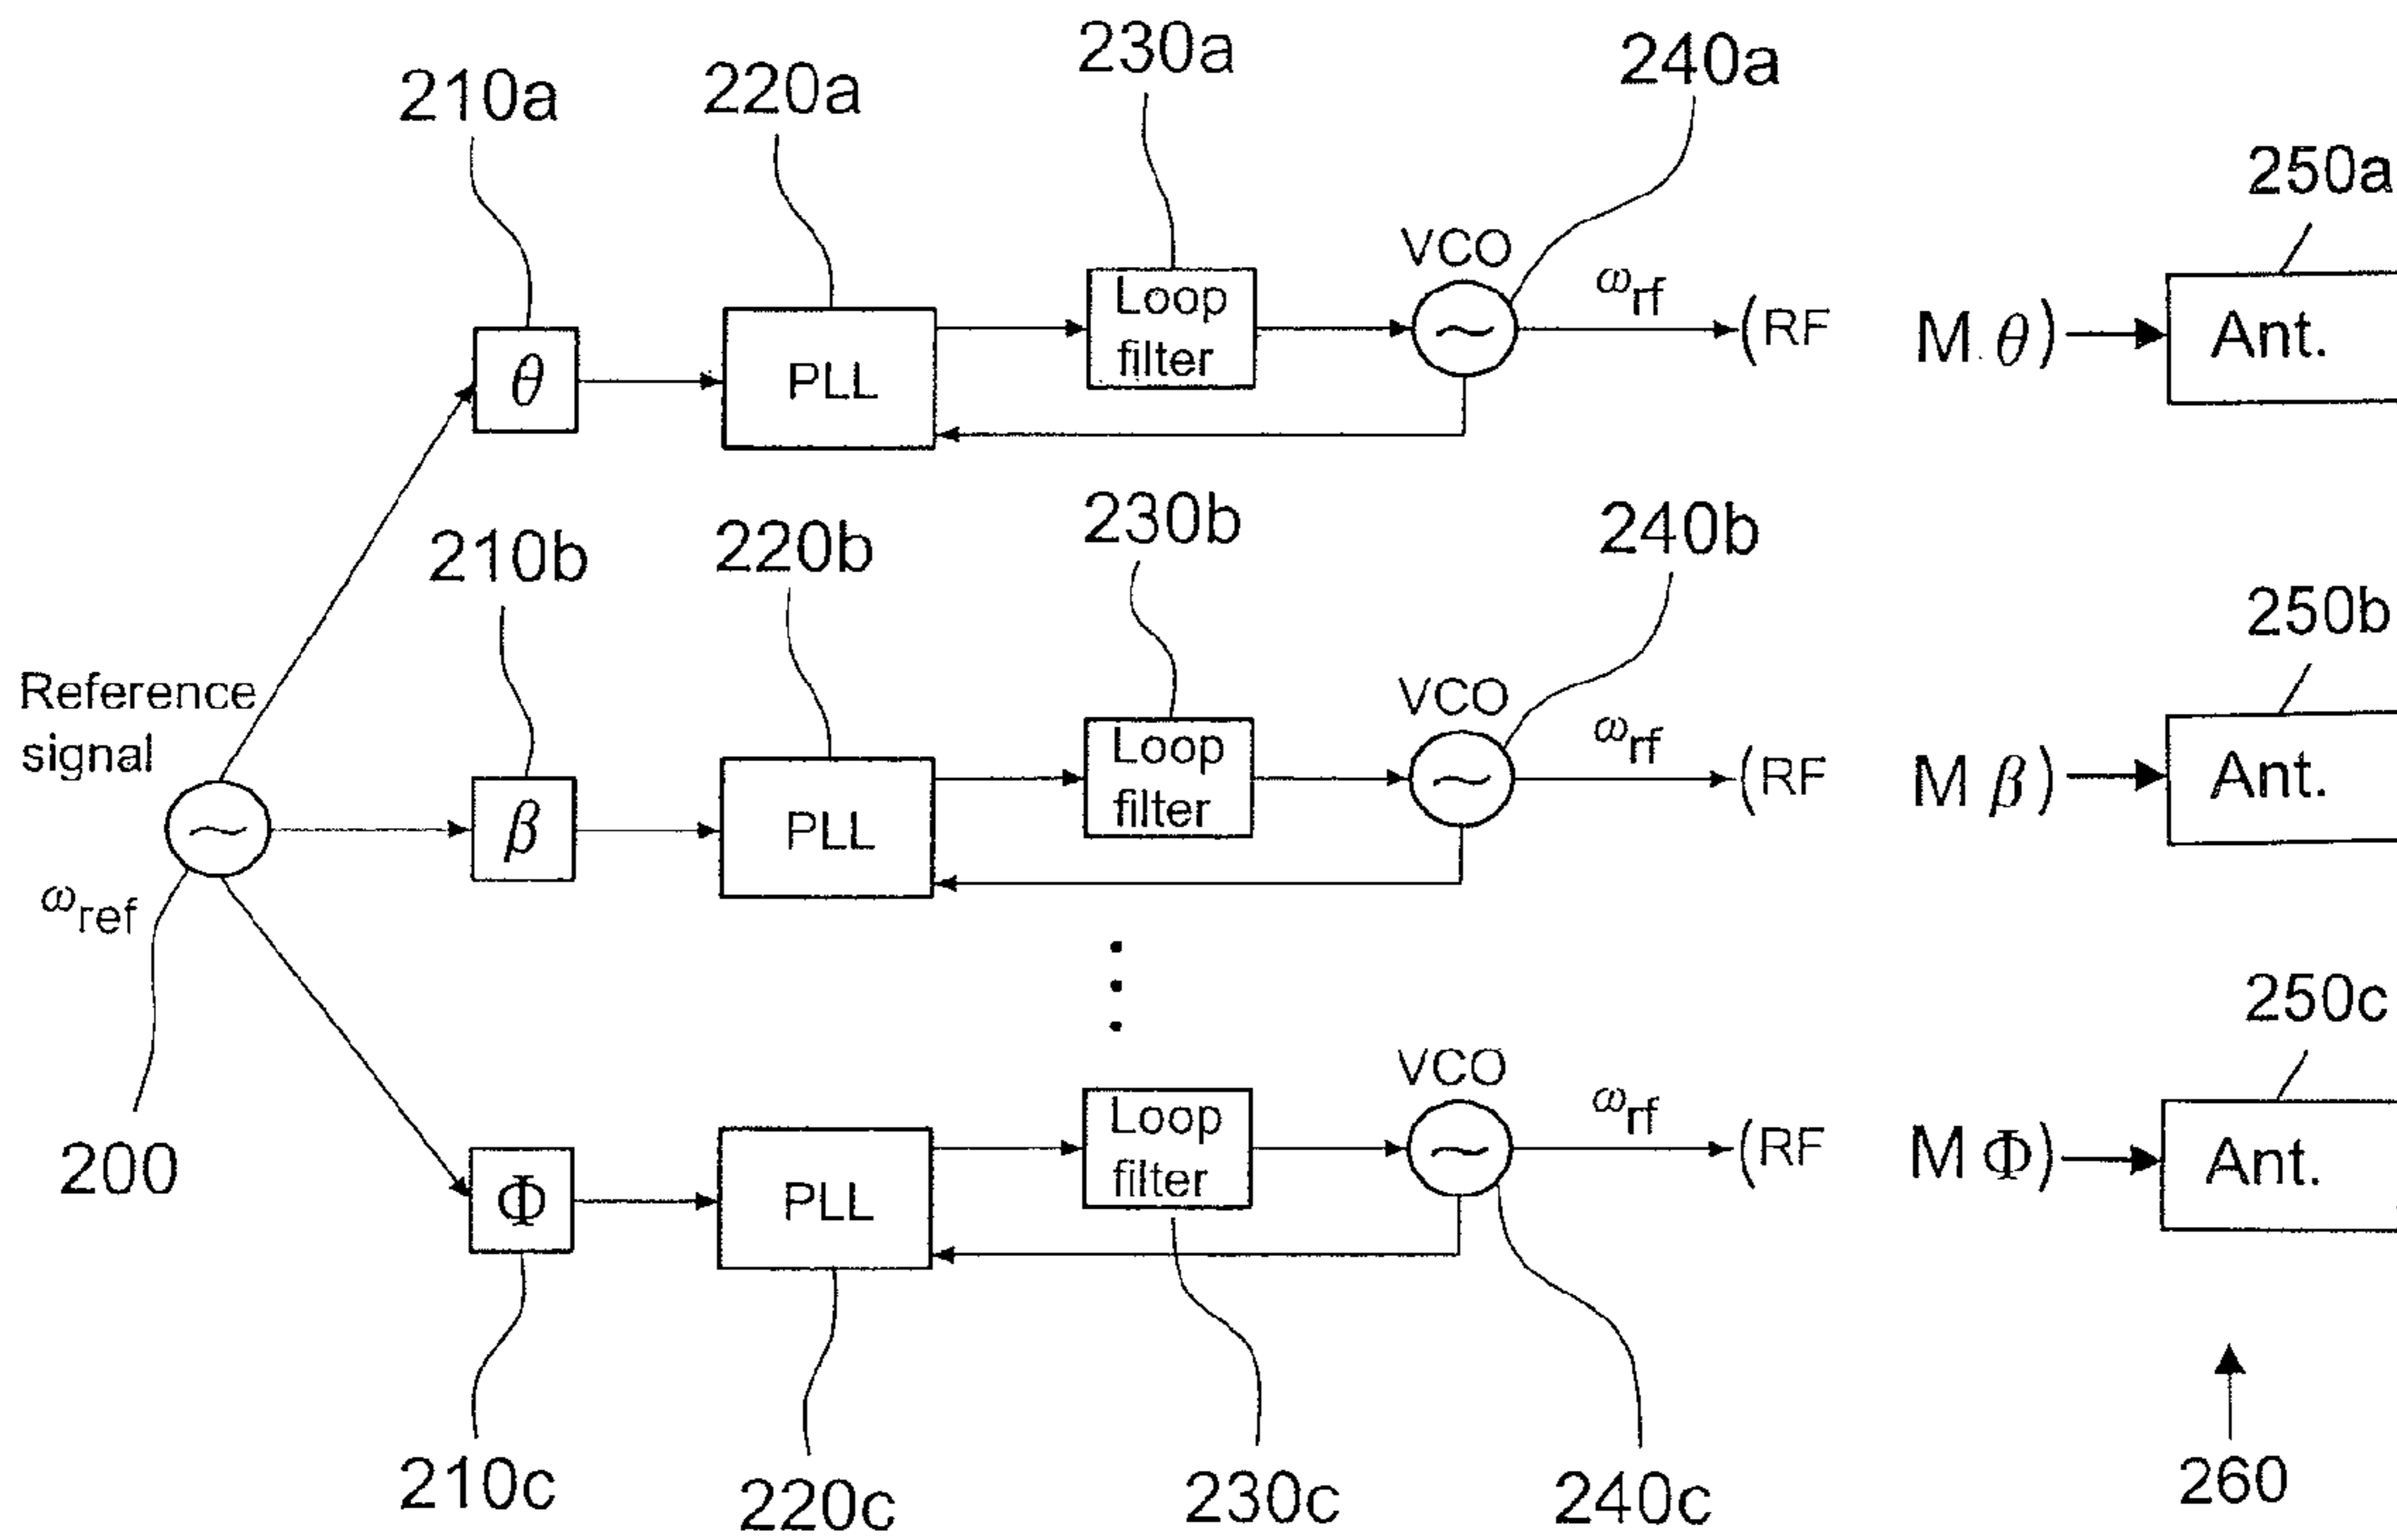 210a
220a
230a
240a
250a
θ
PLL
Loop
filter
VCO
ωrf
(RF
M θ)
Ant.
210b
220b
230b
240b
250b
Reference
signal
ωref
200
β
PLL
Loop
filter
VCO
ωrf
(RF
M β)
Ant.
250c
Φ
PLL
Loop
filter
VCO
ωrf
(RF
M Φ)
Ant.
210c
220c
230c
240c
260